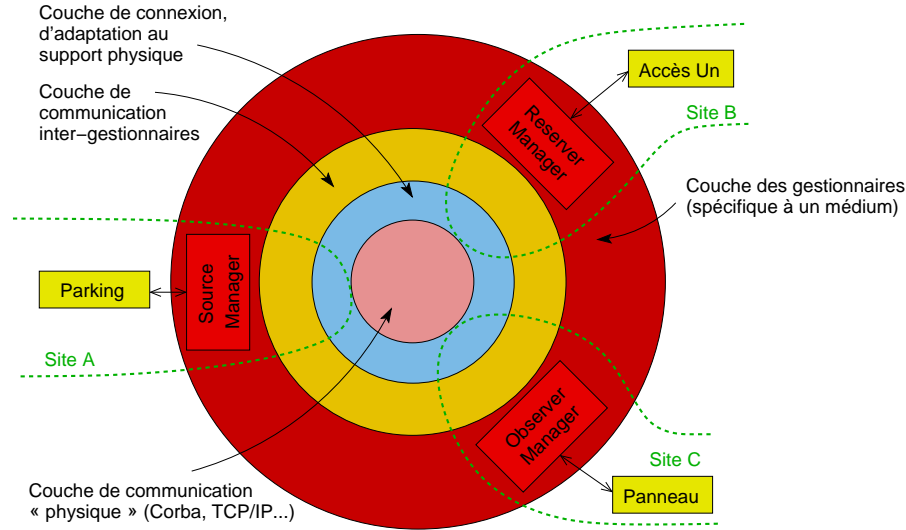 Couche de connexion,
d'adaptation au
support physique
Couche de
communication
inter−gestionnaires
Accès Un
Site B
Reserver
Manager
Couche des gestionnaires
(spécifique à un médium)
Source
Manager
Parking
Site A
Observer
Manager
Site C
Panneau
Couche de communication
« physique » (Corba, TCP/IP...)